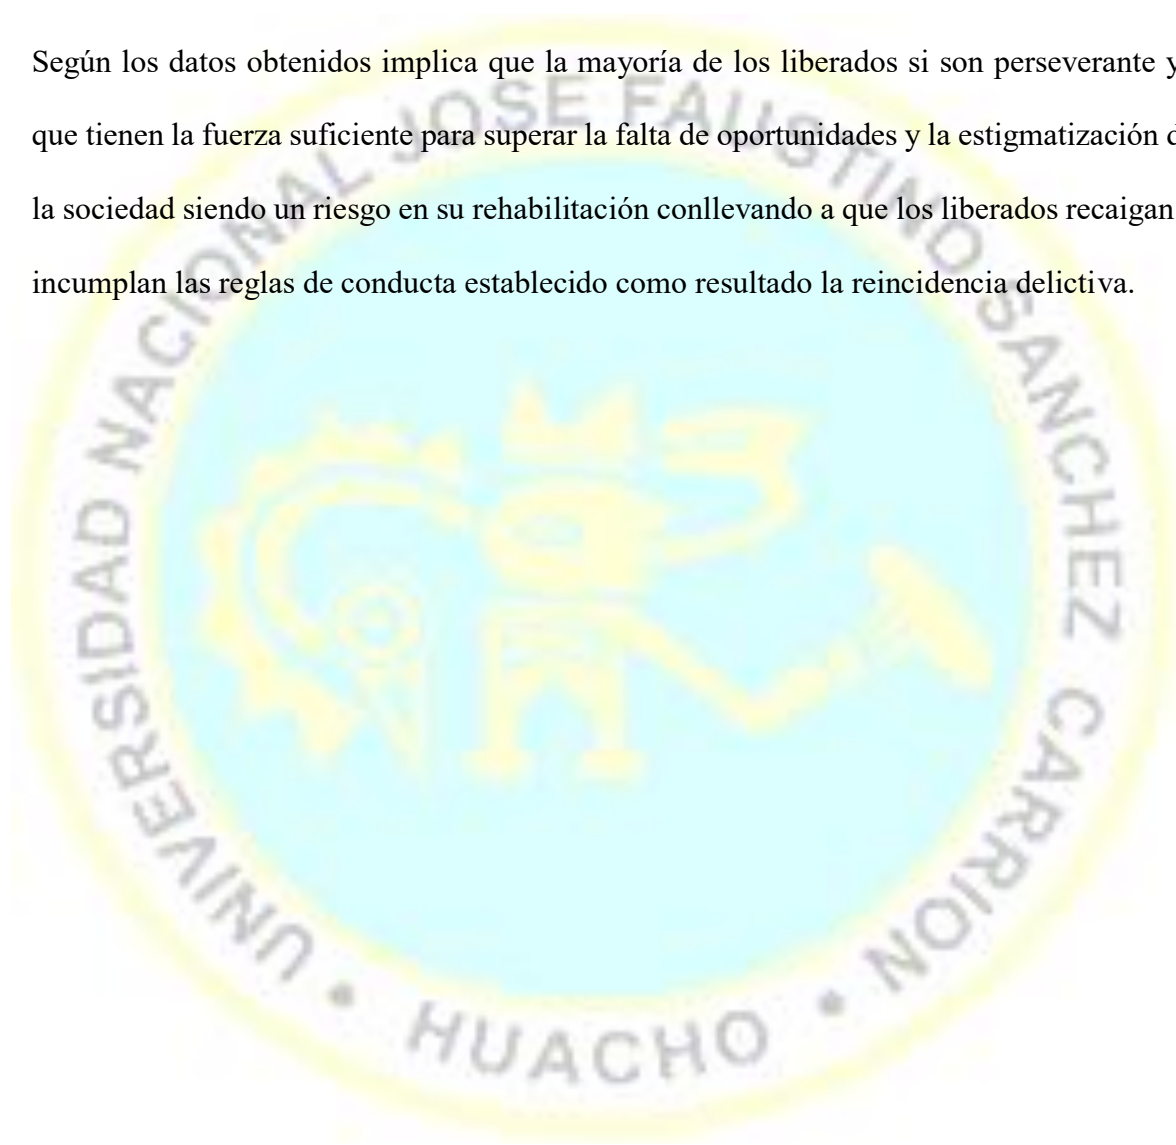 Según los datos obtenidos implica que la mayoría de los liberados si son perseverante y
que tienen la fuerza suficiente para superar la falta de oportunidades y la estigmatización
la sociedad siendo un riesgo en su rehabilitación conllevando a que los liberados recaigan
incumplan las reglas de conducta establecido como resultado la reincidencia delictiva.
UNIVERSIDAD NACIONAL JOSE FAUSTINO SANCHEZ CARRION
• HUACHO •